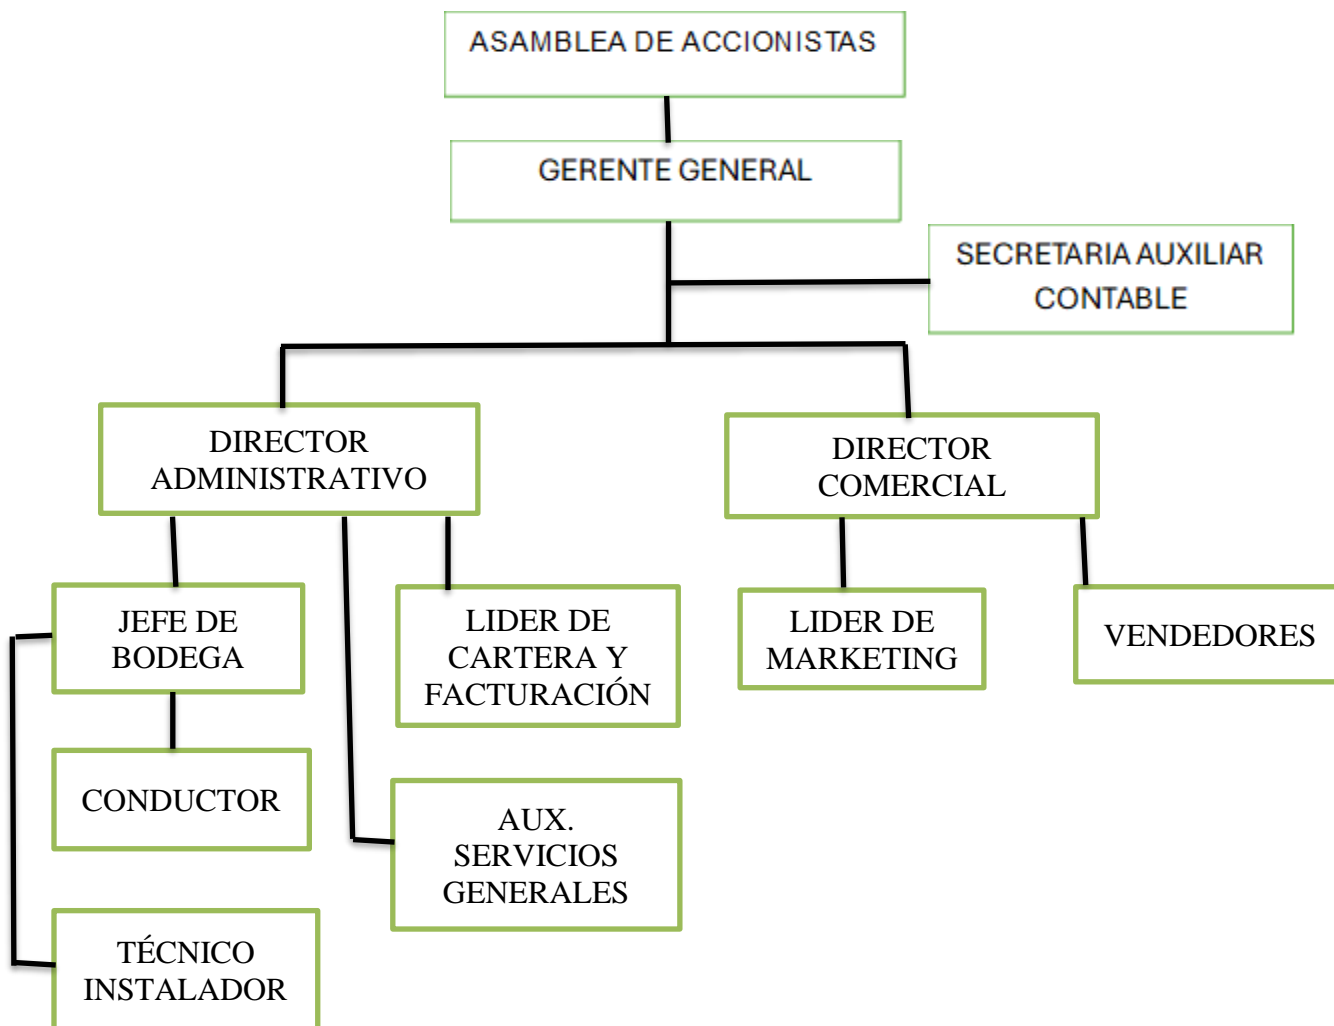 ASAMBLEA DE ACCIONISTAS
GERENTE GENERAL
SECRETARIA AUXILIAR
CONTABLE
DIRECTOR
ADMINISTRATIVO
DIRECTOR
COMERCIAL
JEFE DE
BODEGA
LIDER DE
CARTERA Y
FACTURACIÓN
LIDER DE
MARKETING
VENDEDORES
CONDUCTOR
AUX.
SERVICIOS
GENERALES
TÉCNICO
INSTALADOR